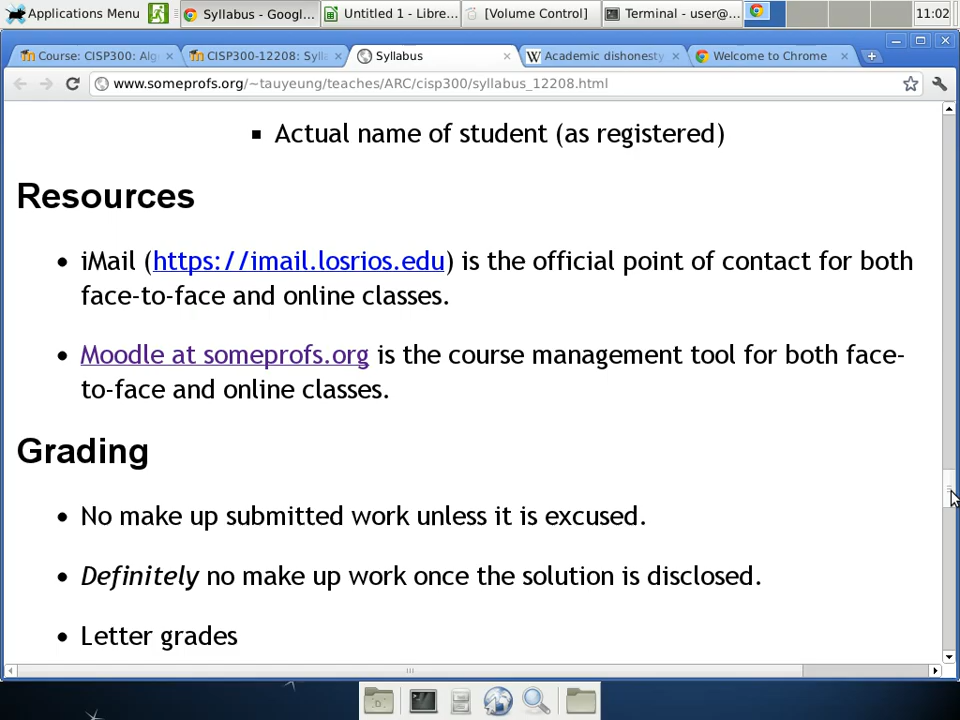 Applications Menu Syllabus - Googl... Untitled 1 - Libre... [Volume Control] Terminal - user@... 11:02
Course: CISP300: Alg CISP300-12208: Sylla Syllabus Academic dishonesty Welcome to Chrome
www.someprofs.org/~tauyeung/teaches/ARC/cisp300/syllabus_12208.html
Actual name of student (as registered)
Resources
iMail (https://imail.losrios.edu) is the official point of contact for both
face-to-face and online classes.
Moodle at someprofs.org is the course management tool for both face-
to-face and online classes.
Grading
No make up submitted work unless it is excused.
Definitely no make up work once the solution is disclosed.
Letter grades